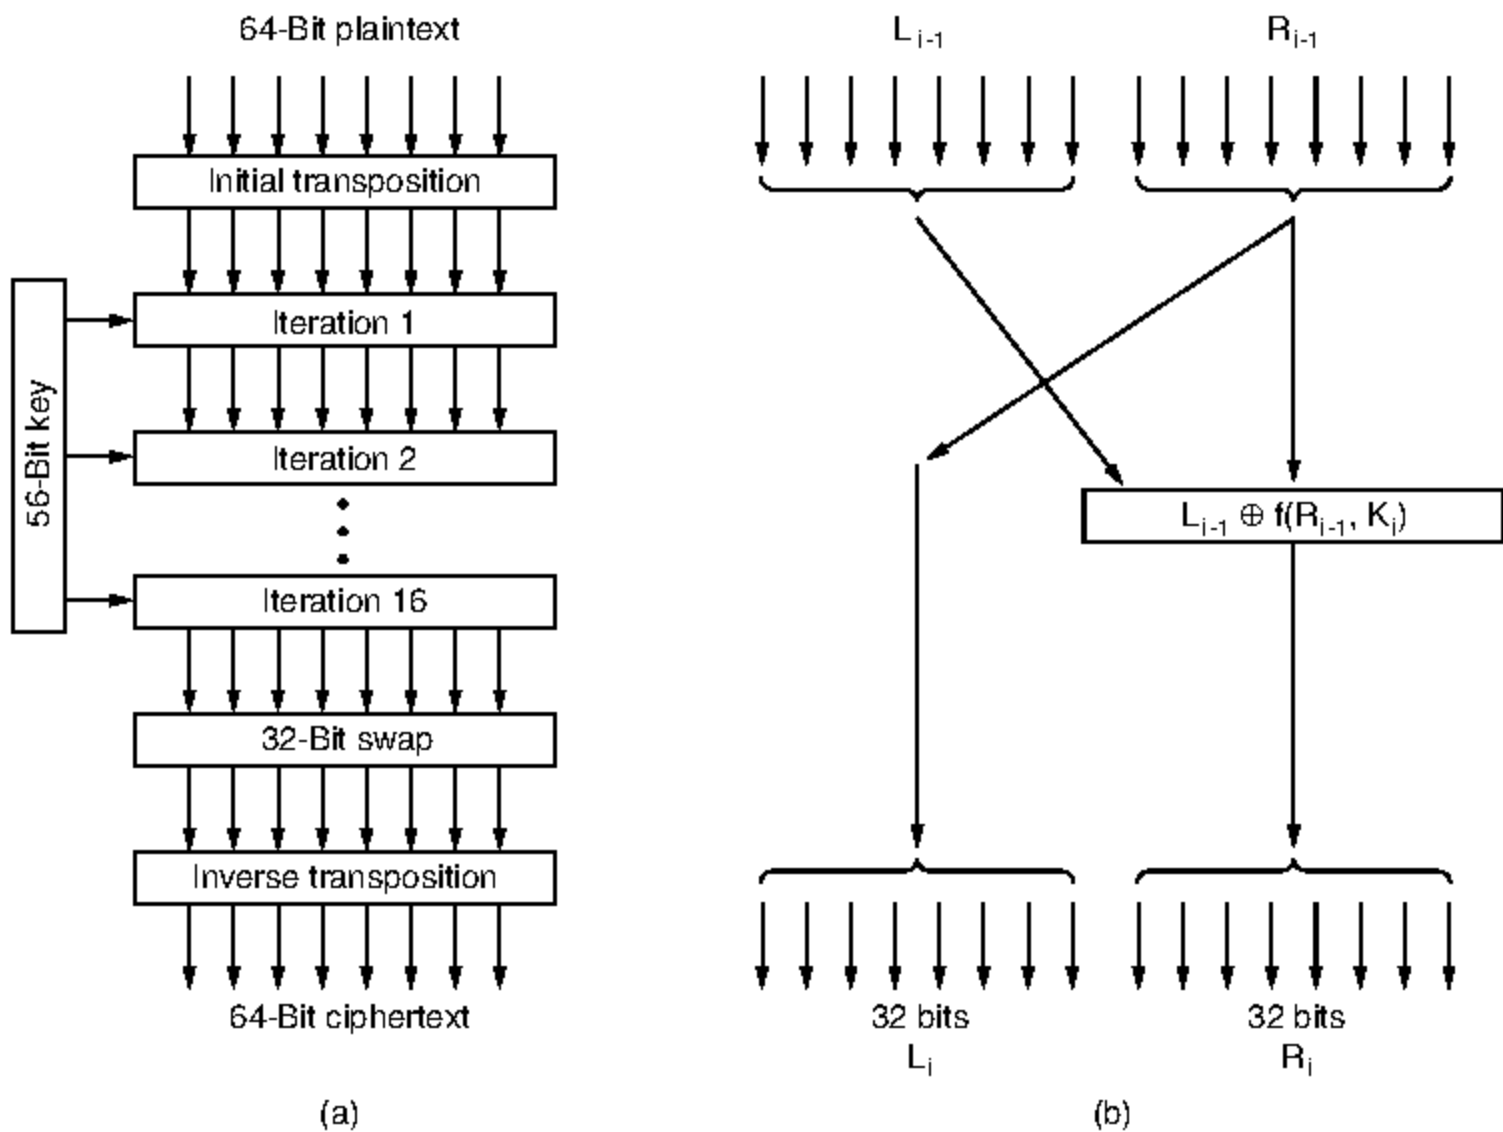 64-Bit plaintext
Initial transposition
56-Bit key
Iteration 1
Iteration 2
Iteration 16
32-Bit swap
Inverse transposition
64-Bit ciphertext
(a)
L i-1
R i-1
L i-1 ⊕ f(R i-1, K i)
32 bits
L i
32 bits
R i
(b)